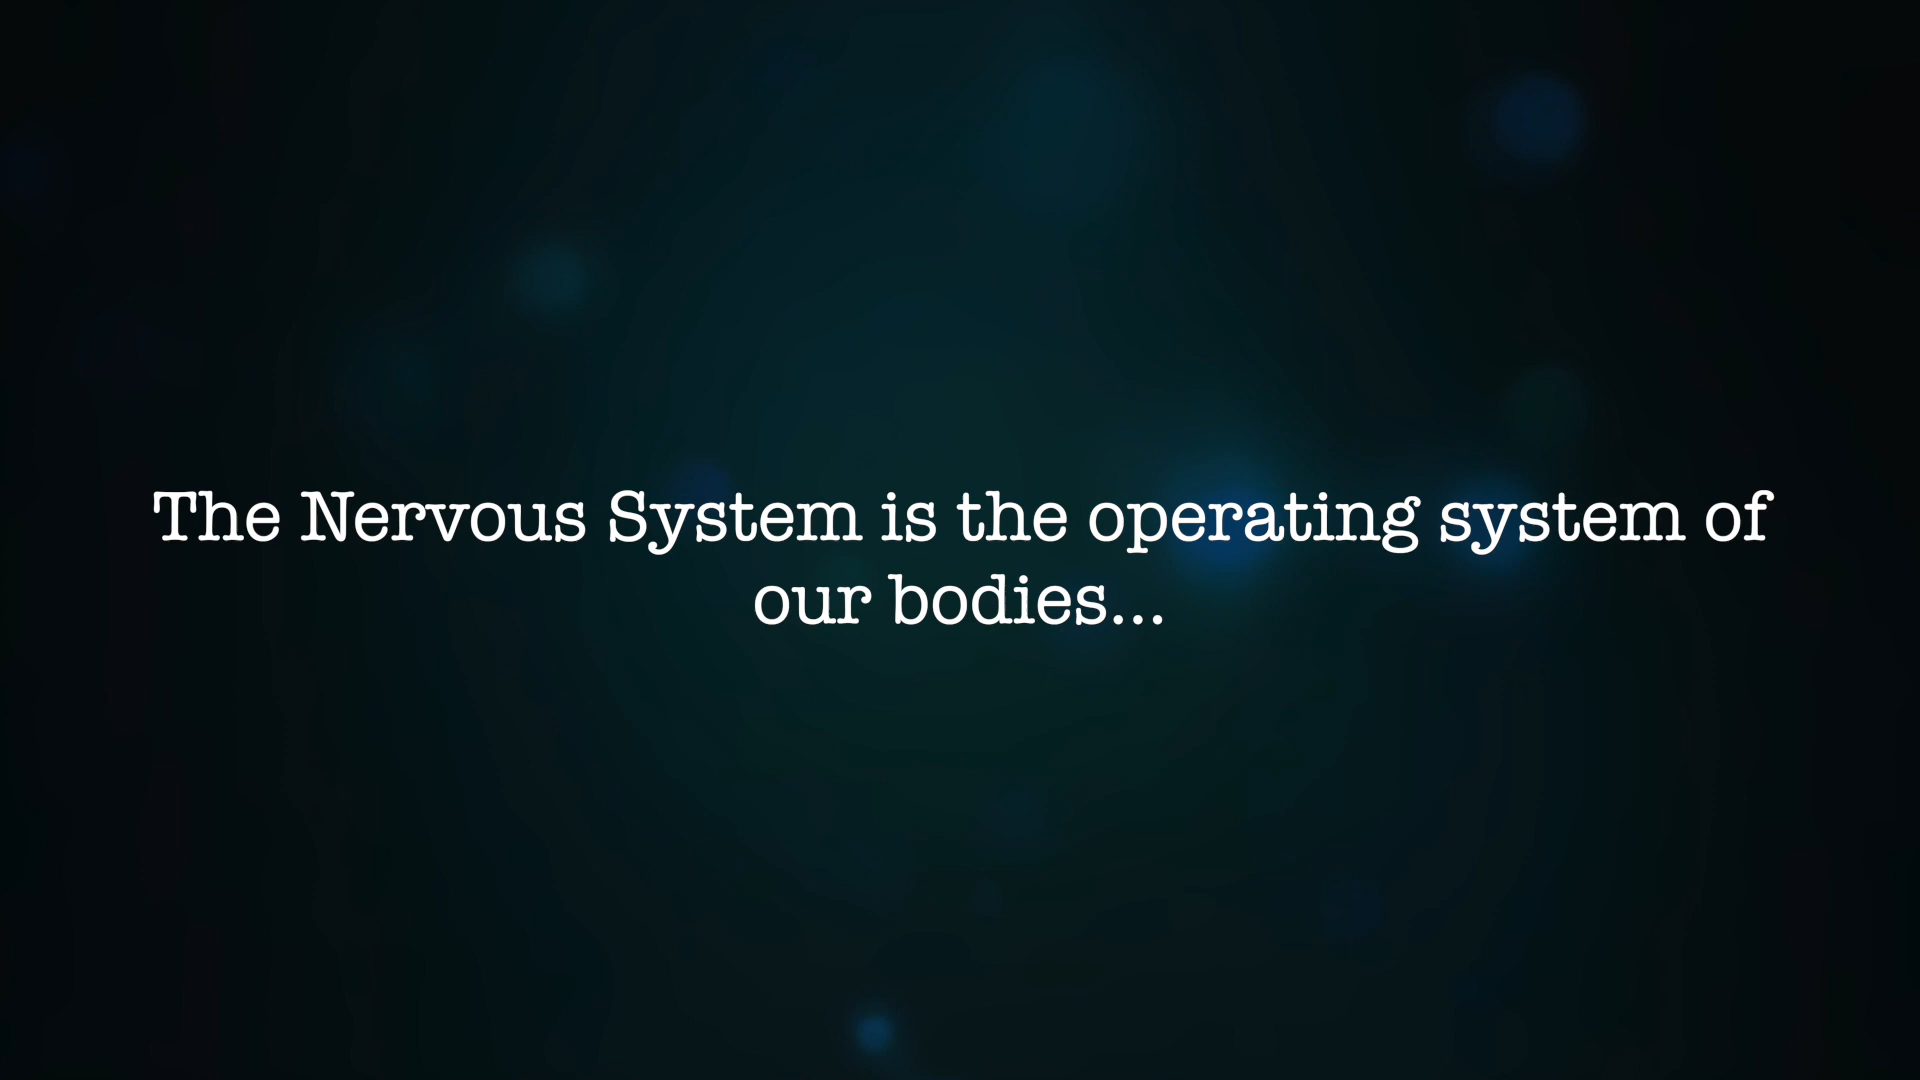 The Nervous System is the operating system of
our bodies...